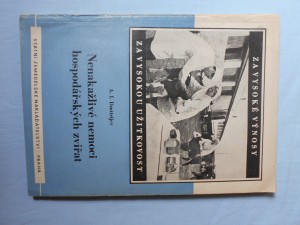 ZA VYSOKÉ VÝNOSY
ZA VYSOKOU UŽITKOVOST
Nenakažlivé nemoci
hospodářských zvířat
STÁTNÍ ZEMĚDĚLSKÉ NAKLADATELSTVÍ PRAHA